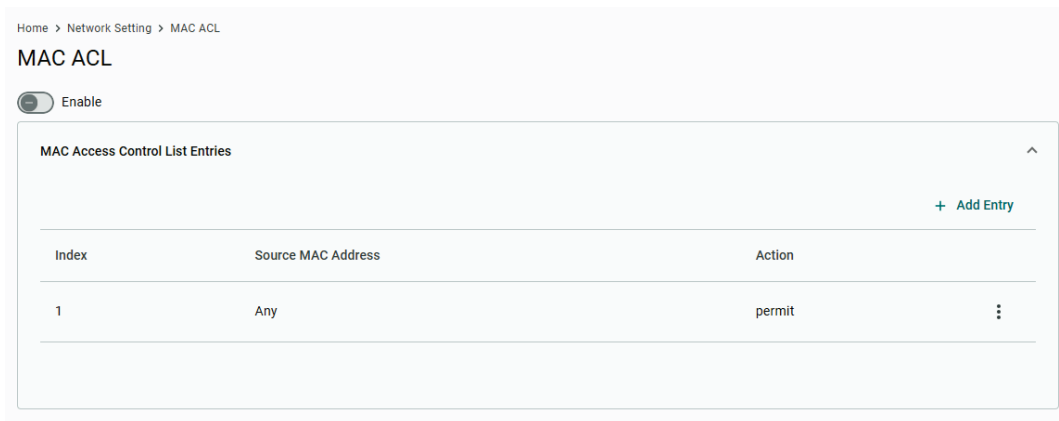 Home > Network Setting > MAC ACL
MAC ACL
Enable
MAC Access Control List Entries
+ Add Entry
Index Source MAC Address Action
1 Any permit